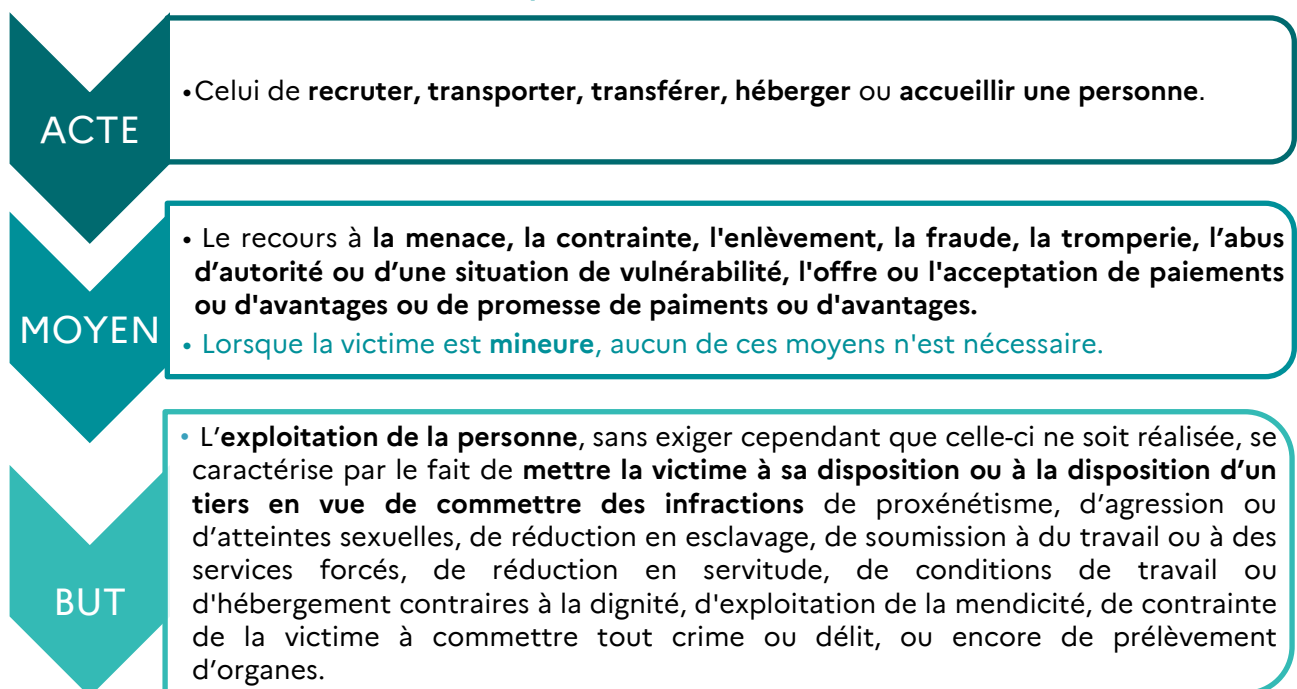 ACTE
•Celui de recruter, transporter, transférer, héberger ou accueillir une personne.
MOYEN
• Le recours à la menace, la contrainte, l'enlèvement, la fraude, la tromperie, l’abus
d’autorité ou d’une situation de vulnérabilité, l'offre ou l'acceptation de paiements
ou d'avantages ou de promesse de paiments ou d'avantages.
• Lorsque la victime est mineure, aucun de ces moyens n'est nécessaire.
BUT
• L’exploitation de la personne, sans exiger cependant que celle-ci ne soit réalisée, se
caractérise par le fait de mettre la victime à sa disposition ou à la disposition d’un
tiers en vue de commettre des infractions de proxénétisme, d’agression ou
d’atteintes sexuelles, de réduction en esclavage, de soumission à du travail ou à des
services forcés, de réduction en servitude, de conditions de travail ou
d'hébergement contraires à la dignité, d'exploitation de la mendicité, de contrainte
de la victime à commettre tout crime ou délit, ou encore de prélèvement
d’organes.